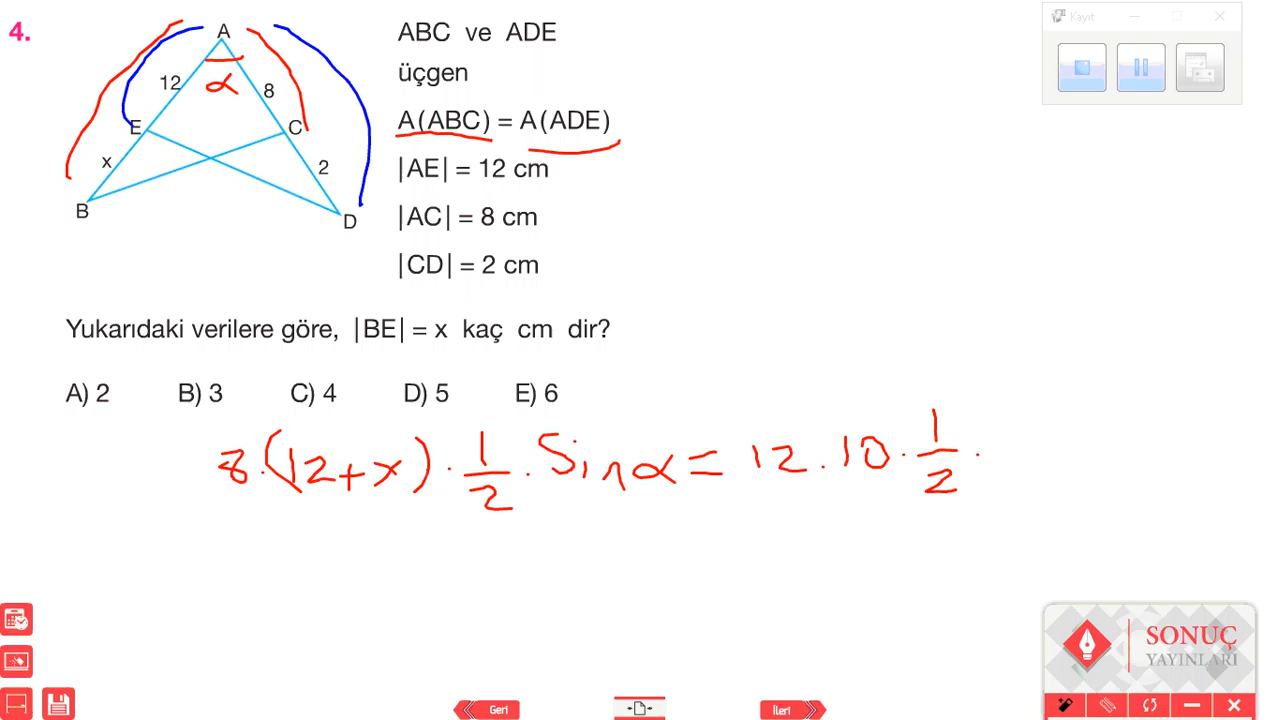 4.
A
12
α
8
E
C
x
2
B
D
ABC ve ADE
üçgen
A(ABC) = A(ADE)
|AE| = 12 cm
|AC| = 8 cm
|CD| = 2 cm
Yukarıdaki verilere göre, |BE| = x kaç cm dir?
A) 2 B) 3 C) 4 D) 5 E) 6
8.(12+x).1/2.Sinα=12.10.1/2.
Kayıt
SONUÇ
YAYINLARI
Geri
İleri